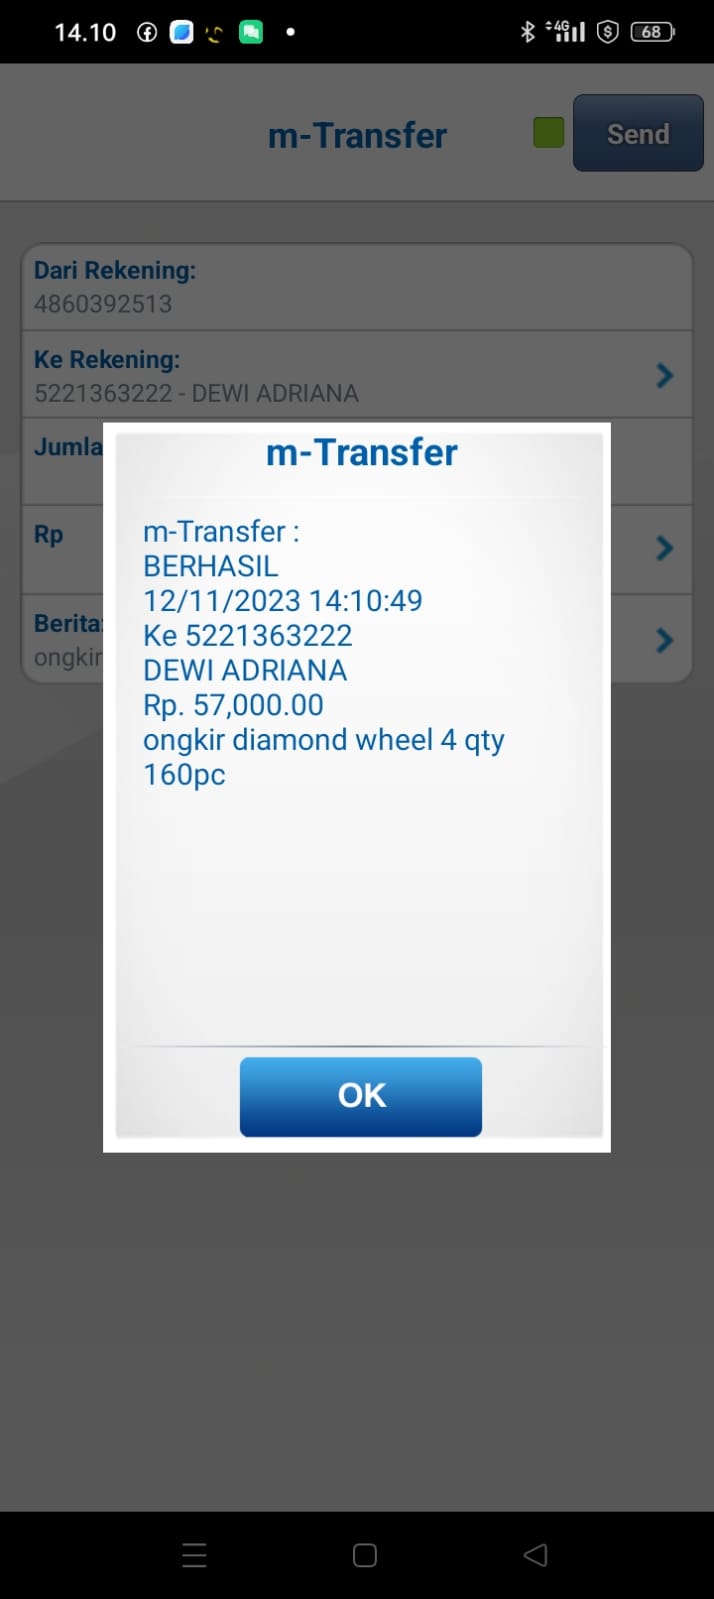 14.10
4G
68
m-Transfer
Send
Dari Rekening:
4860392513
Ke Rekening:
5221363222 - DEWI ADRIANA
Jumla
Rp
Berita:
ongkir
m-Transfer
m-Transfer :
BERHASIL
12/11/2023 14:10:49
Ke 5221363222
DEWI ADRIANA
Rp. 57,000.00
ongkir diamond wheel 4 qty
160pc
OK